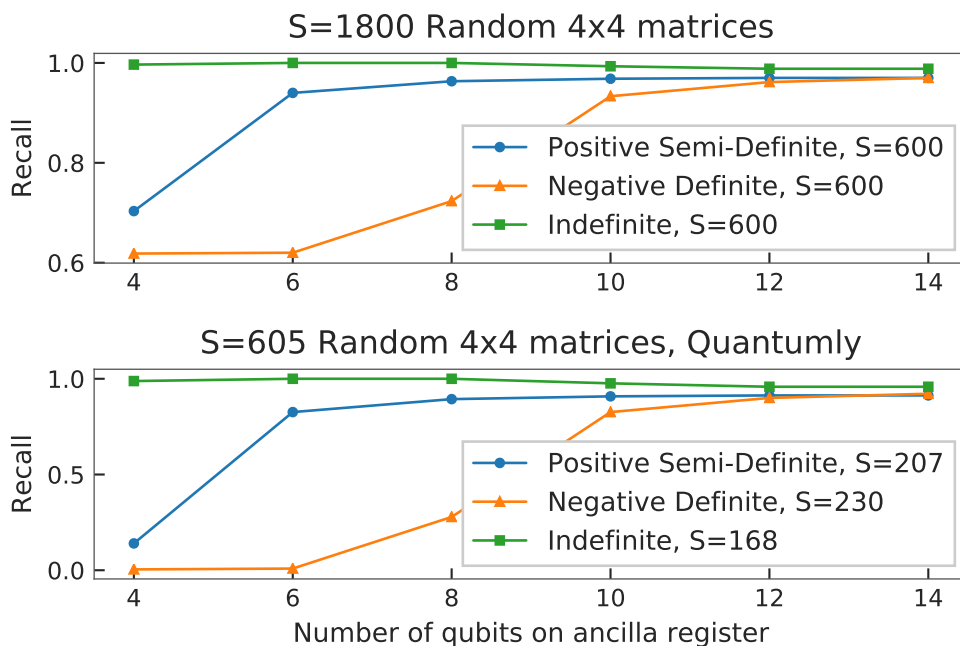 S=1800 Random 4x4 matrices
1.0
0.8
0.6
Recall
Positive Semi-Definite, S=600
Negative Definite, S=600
Indefinite, S=600
4 6 8 10 12 14
S=605 Random 4x4 matrices, Quantumly
1.0
0.5
0.0
Recall
Positive Semi-Definite, S=207
Negative Definite, S=230
Indefinite, S=168
4 6 8 10 12 14
Number of qubits on ancilla register